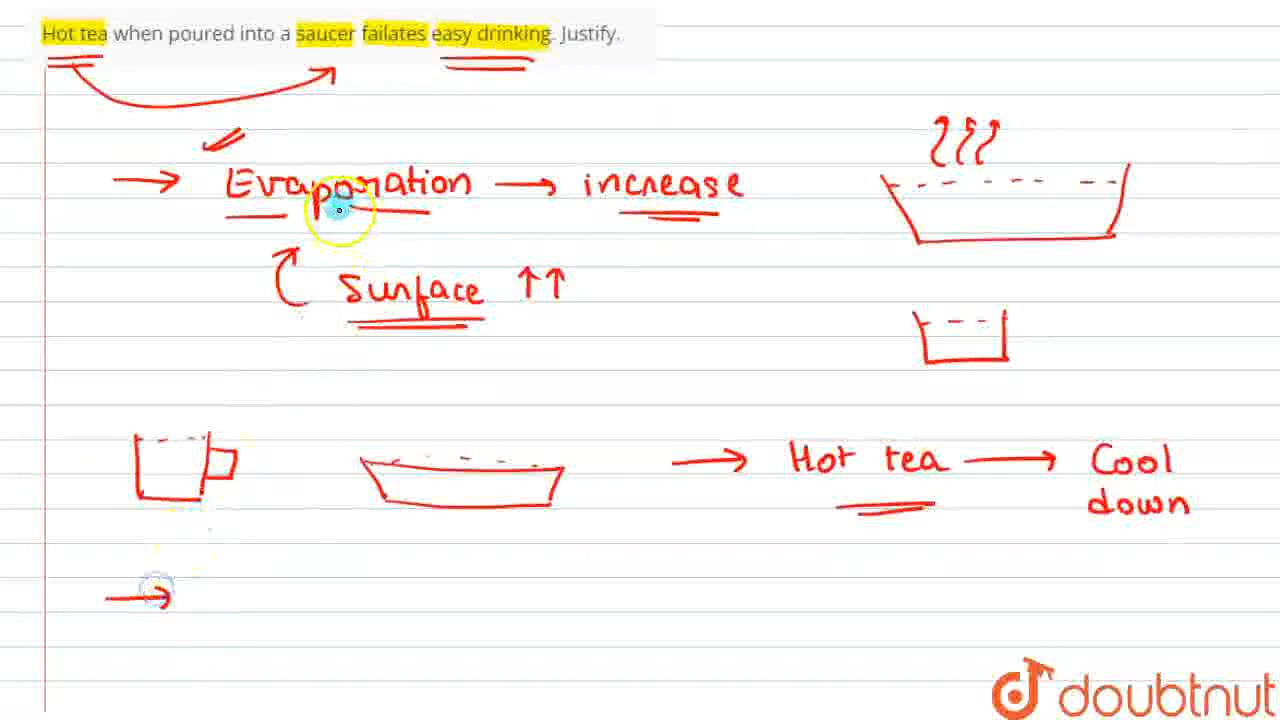 Hot tea when poured into a saucer failates easy drinking. Justify.
→ Evaporation → increase
Surface ↑↑
→ Hot tea → Cool
down
→
doubtnut